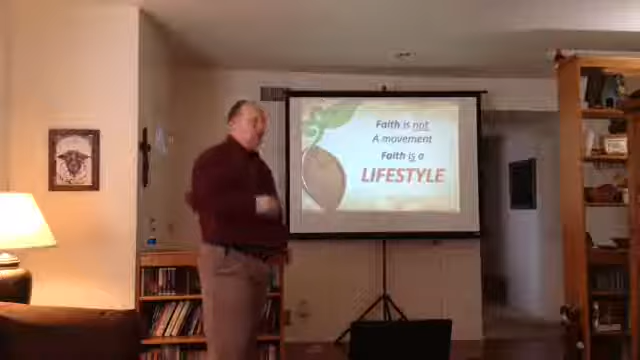 Faith is not
A movement
Faith is a
LIFESTYLE